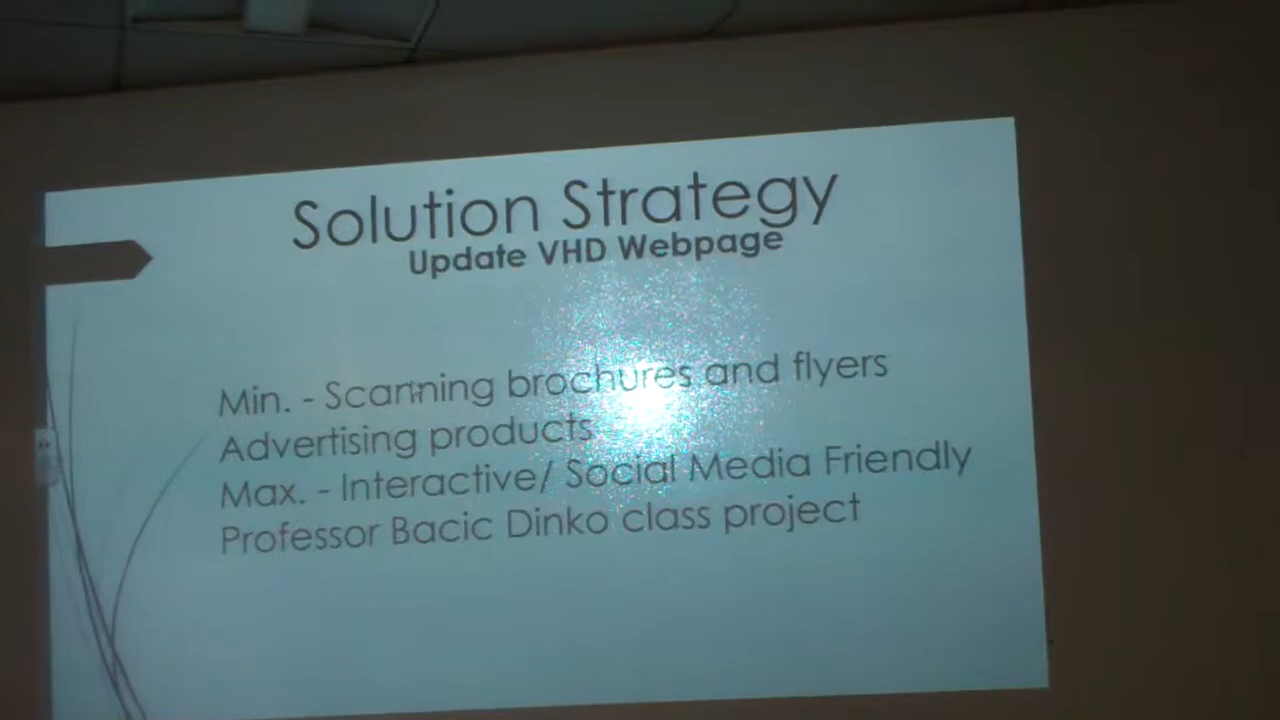 Solution Strategy
Update VHD Webpage
Min. - Scanning brochures and flyers
Advertising products
Max. - Interactive/ Social Media Friendly
Professor Bacic Dinko class project